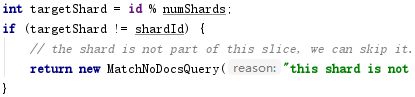 int targetShard = id % numShards;
if (targetShard != shardId) {
// the shard is not part of this slice, we can skip it.
return new MatchNoDocsQuery( reason: "this shard is not
}